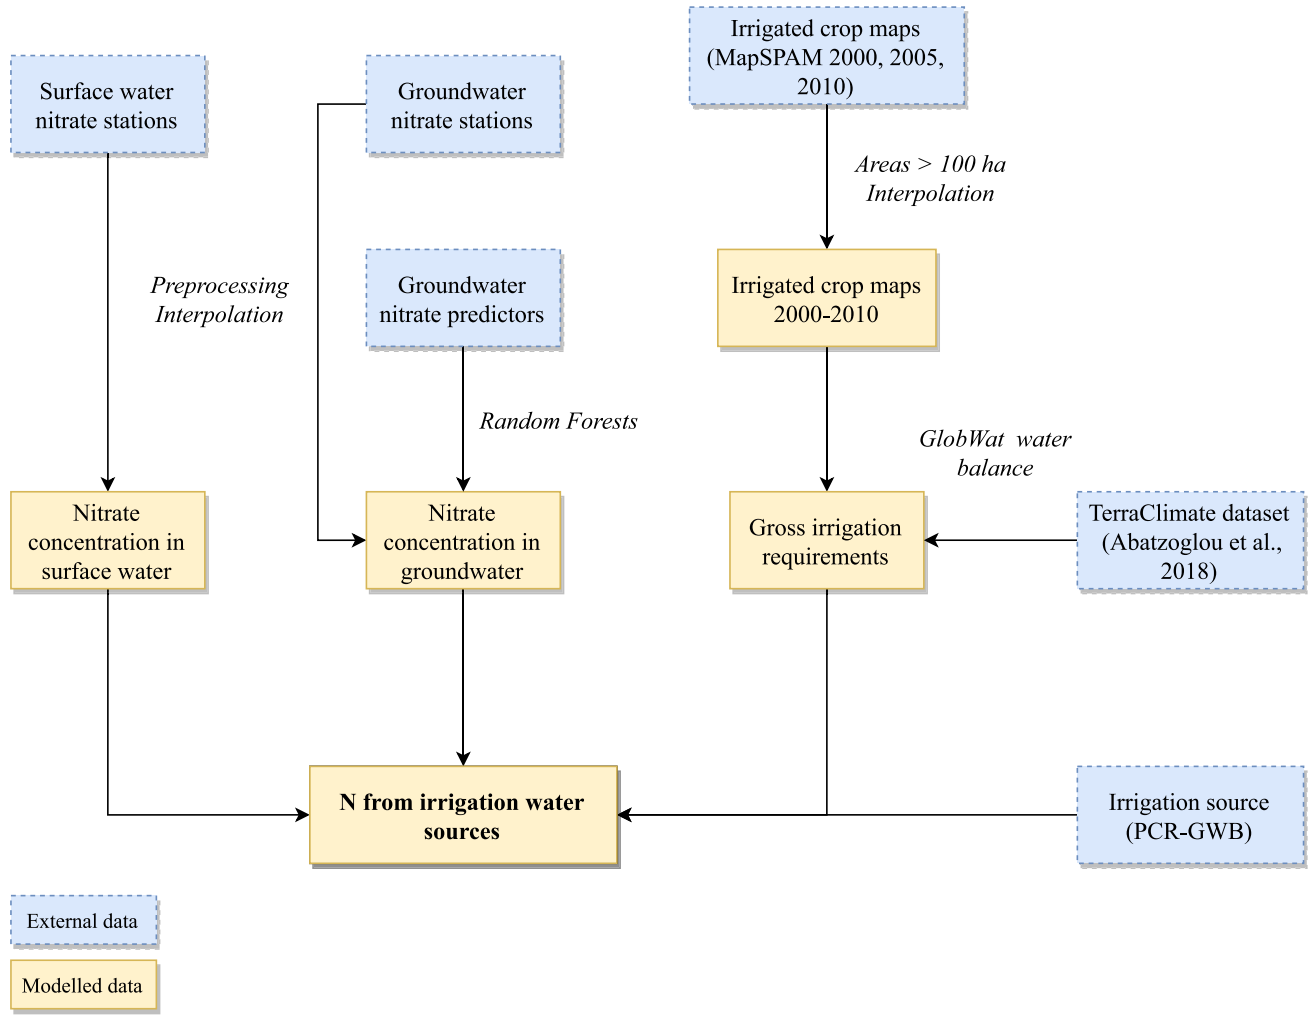 Surface water
nitrate stations
Groundwater
nitrate stations
Irrigated crop maps
(MapSPAM 2000, 2005,
2010)
Areas > 100 ha
Interpolation
Preprocessing
Interpolation
Groundwater
nitrate predictors
Irrigated crop maps
2000-2010
Random Forests
GlobWat water
balance
Nitrate
concentration in
surface water
Nitrate
concentration in
groundwater
Gross irrigation
requirements
TerraClimate dataset
(Abatzoglou et al.,
2018)
N from irrigation water
sources
Irrigation source
(PCR-GWB)
External data
Modelled data